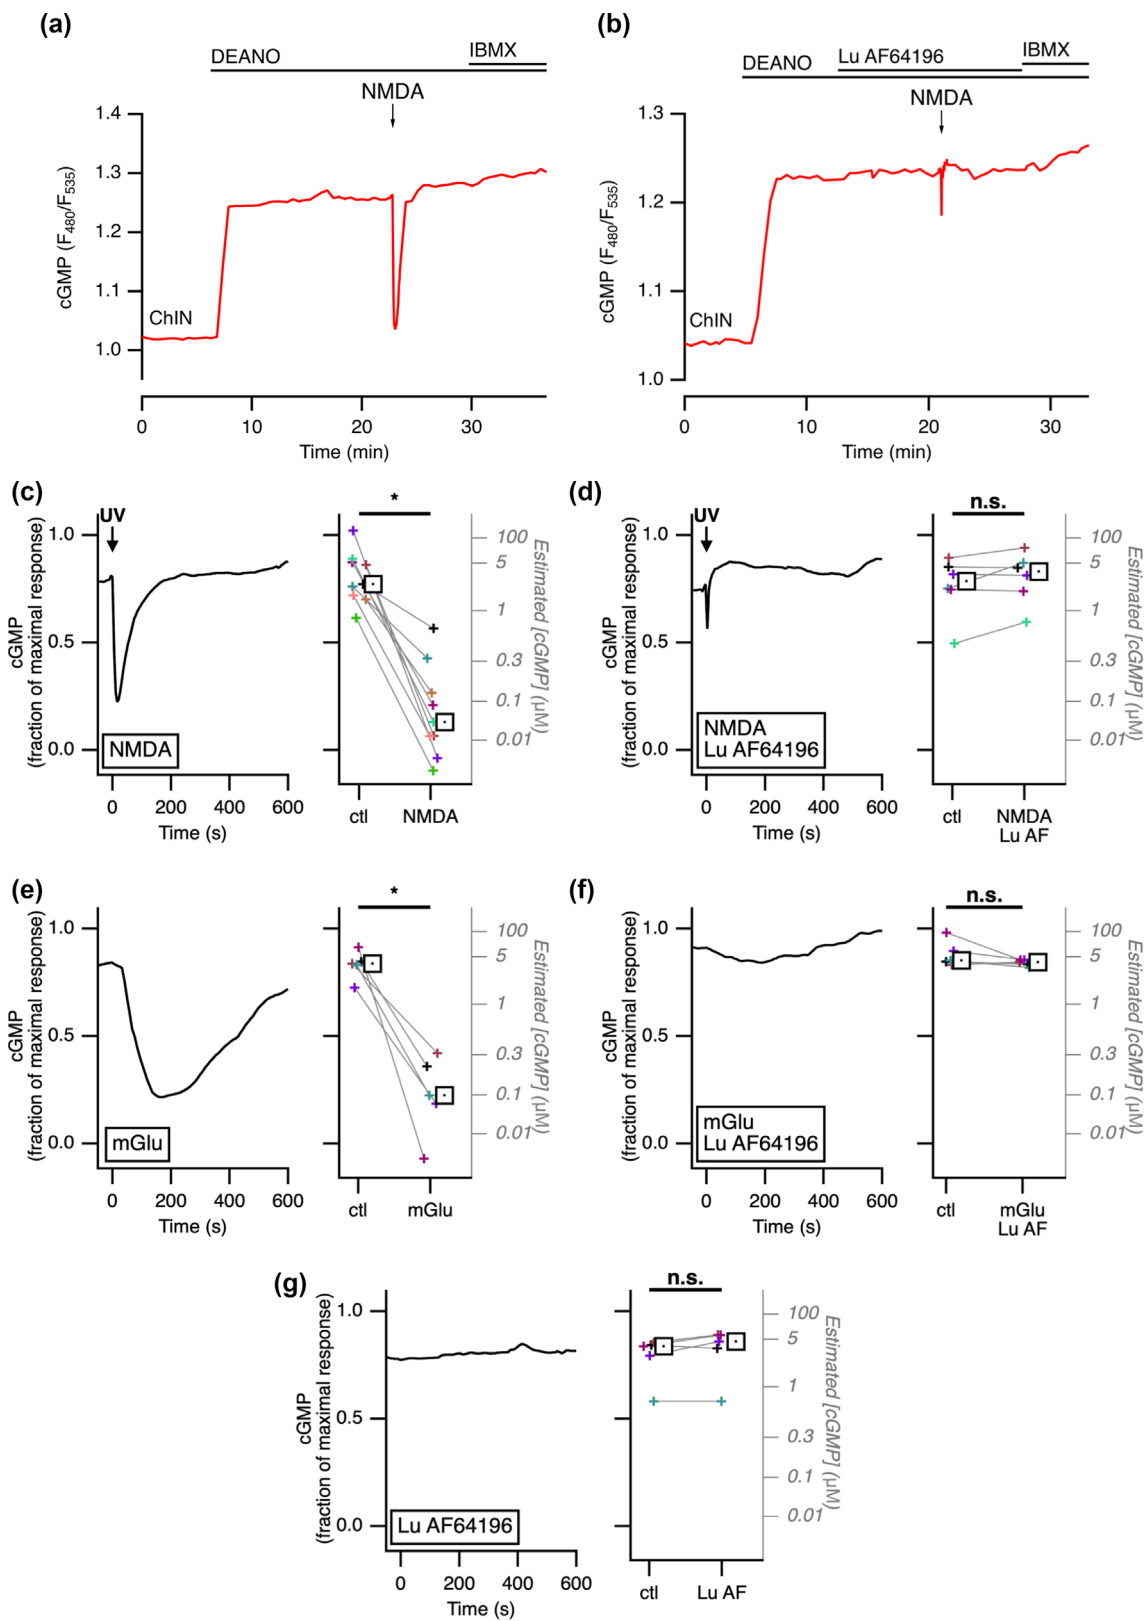 (a)
DEANO
IBMX
NMDA
1.4
1.3
1.2
1.1
1.0
cGMP (F480/F535)
ChIN
0
10
20
30
Time (min)
(b)
DEANO
Lu AF64196
IBMX
NMDA
1.3
1.2
1.1
1.0
cGMP (F480/F535)
ChIN
0
10
20
30
Time (min)
(c)
UV
1.0
0.5
0.0
cGMP
(fraction of maximal response)
NMDA
0
200
400
600
Time (s)
*
ctl
NMDA
100
5
1
0.3
0.1
0.01
Estimated [cGMP] (µM)
(d)
UV
1.0
0.5
0.0
cGMP
(fraction of maximal response)
NMDA
Lu AF64196
0
200
400
600
Time (s)
n.s.
ctl
NMDA
Lu AF
100
5
1
0.3
0.1
0.01
Estimated [cGMP] (µM)
(e)
1.0
0.5
0.0
cGMP
(fraction of maximal response)
mGlu
0
200
400
600
Time (s)
*
ctl
mGlu
100
5
1
0.3
0.1
0.01
Estimated [cGMP] (µM)
(f)
1.0
0.5
0.0
cGMP
(fraction of maximal response)
mGlu
Lu AF64196
0
200
400
600
Time (s)
n.s.
ctl
mGlu
Lu AF
100
5
1
0.3
0.1
0.01
Estimated [cGMP] (µM)
(g)
1.0
0.5
0.0
cGMP
(fraction of maximal response)
Lu AF64196
0
200
400
600
Time (s)
n.s.
ctl
Lu AF
100
5
1
0.3
0.1
0.01
Estimated [cGMP] (µM)